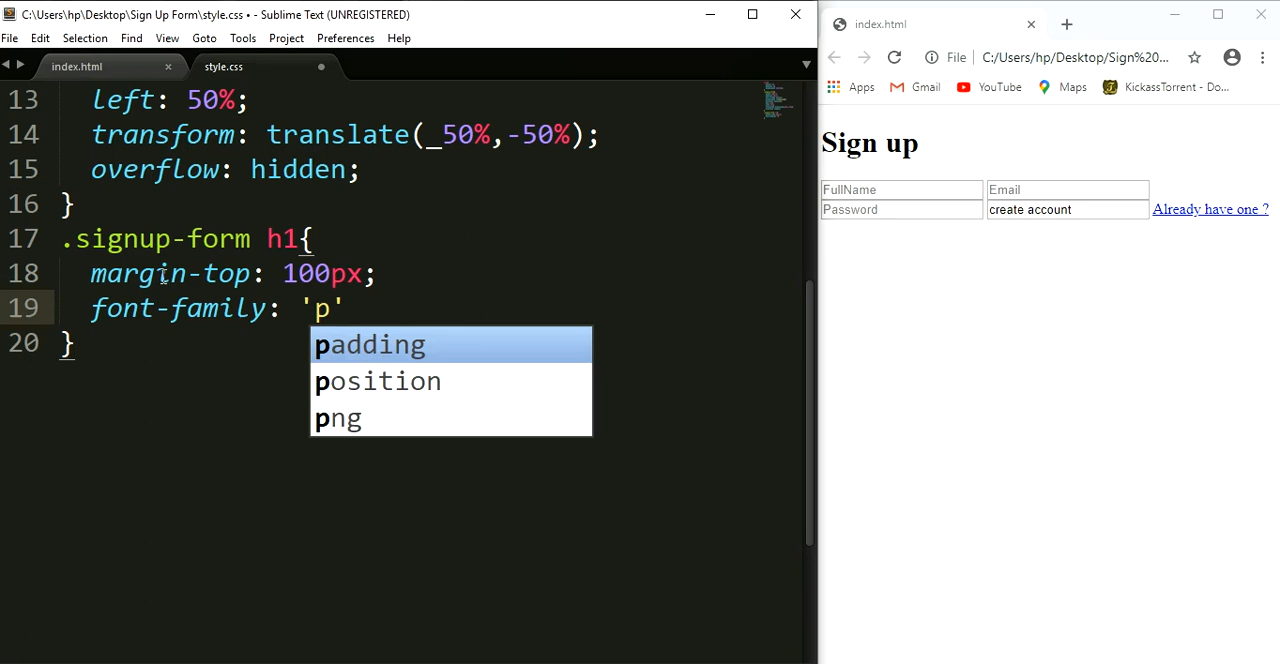 C:\Users\hp\Desktop\Sign Up Form\style.css • - Sublime Text (UNREGISTERED)
File Edit Selection Find View Goto Tools Project Preferences Help
index.html × style.css
13 left: 50%;
14 transform: translate(_50%,-50%);
15 overflow: hidden;
16 }
17 .signup-form h1{
18 margin-top: 100px;
19 font-family: 'p'
20 }
padding
position
png
index.html
File C:/Users/hp/Desktop/Sign%20...
Apps Gmail YouTube Maps KickassTorrent - Do...
Sign up
FullName Email
Password create account Already have one ?